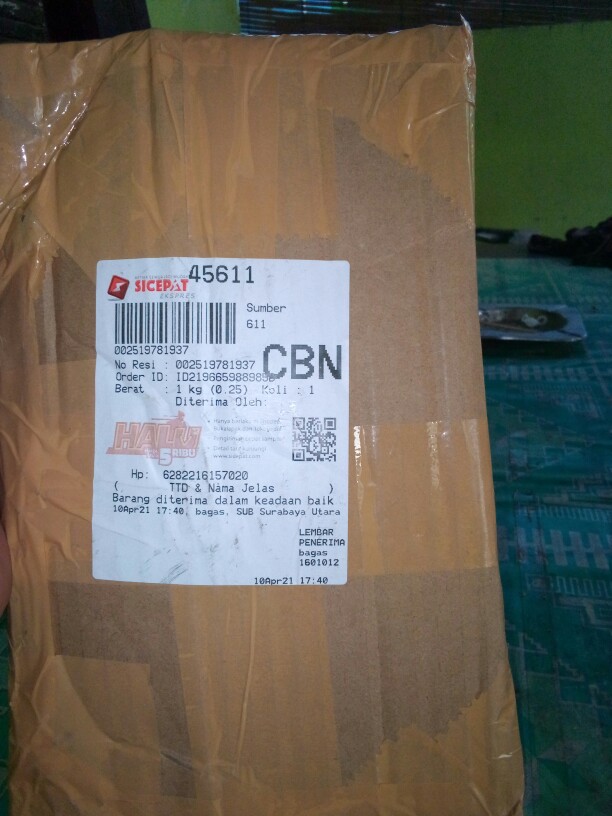 45611
SICEPAT
EKSPRES
Sumber
611
002519781937
CBN
No Resi : 002519781937
Order ID: ID219665988989
Berat : 1 kg (0.25) Koli : 1
Diterima Oleh:
HALU
5 RIBU
Hp: 6282216157020
( TTD & Nama Jelas )
Barang diterima dalam keadaan baik
10Apr21 17:40, bagas, SUB Surabaya Utara
LEMBAR
PENERIMA
bagas
1601012
10Apr21 17:40